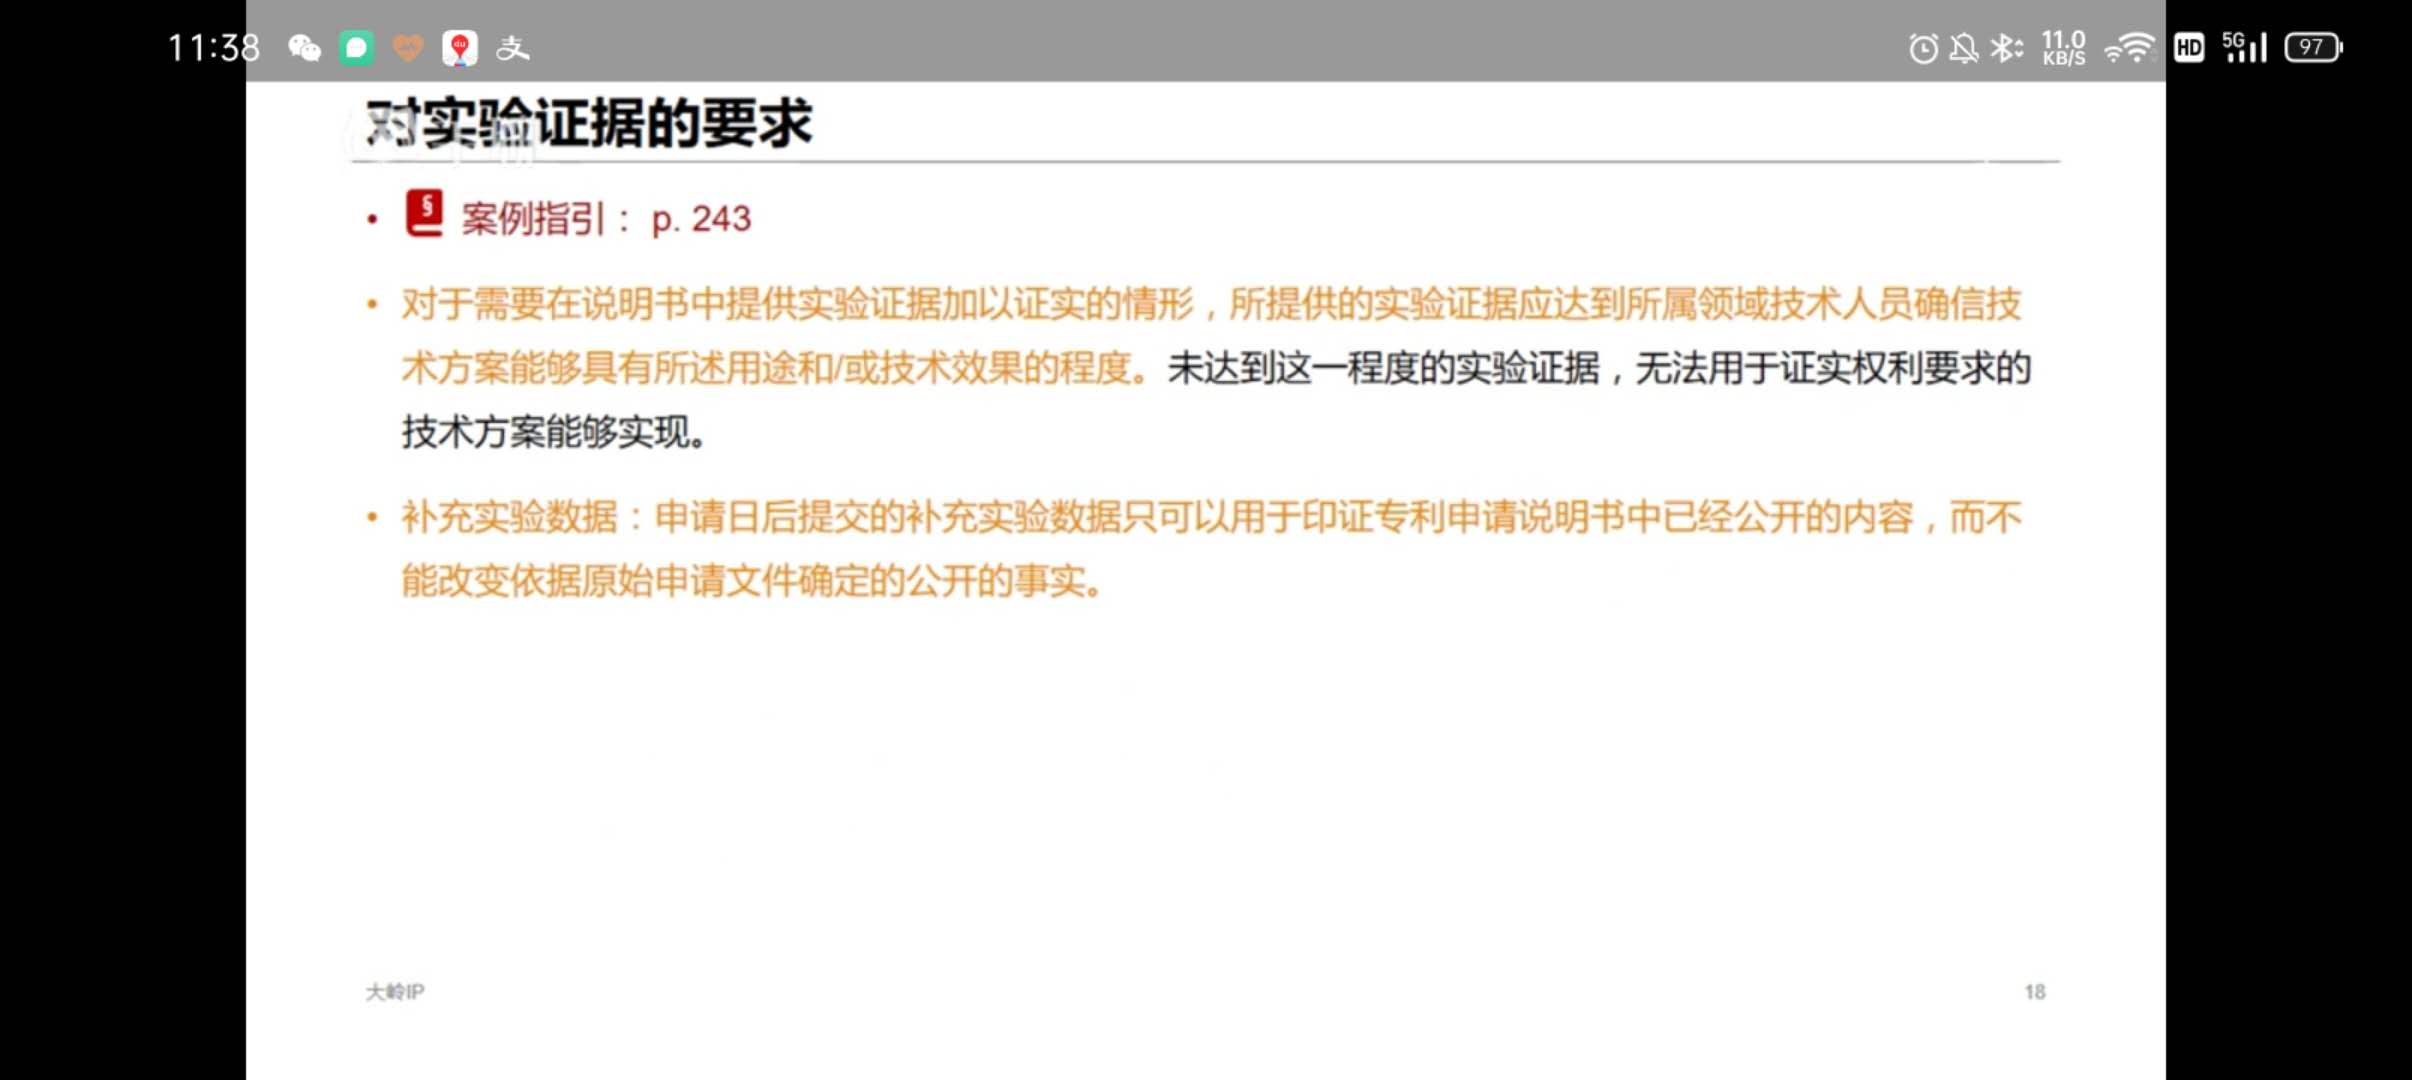 11:38
11.0 KB/S
HD
5G
97
对实验证据的要求
§
• 案例指引： p. 243
• 对于需要在说明书中提供实验证据加以证实的情形，所提供的实验证据应达到所属领域技术人员确信技
术方案能够具有所述用途和/或技术效果的程度。未达到这一程度的实验证据，无法用于证实权利要求的
技术方案能够实现。
• 补充实验数据：申请日后提交的补充实验数据只可以用于印证专利申请说明书中已经公开的内容，而不
能改变依据原始申请文件确定的公开的事实。
大岭IP
18